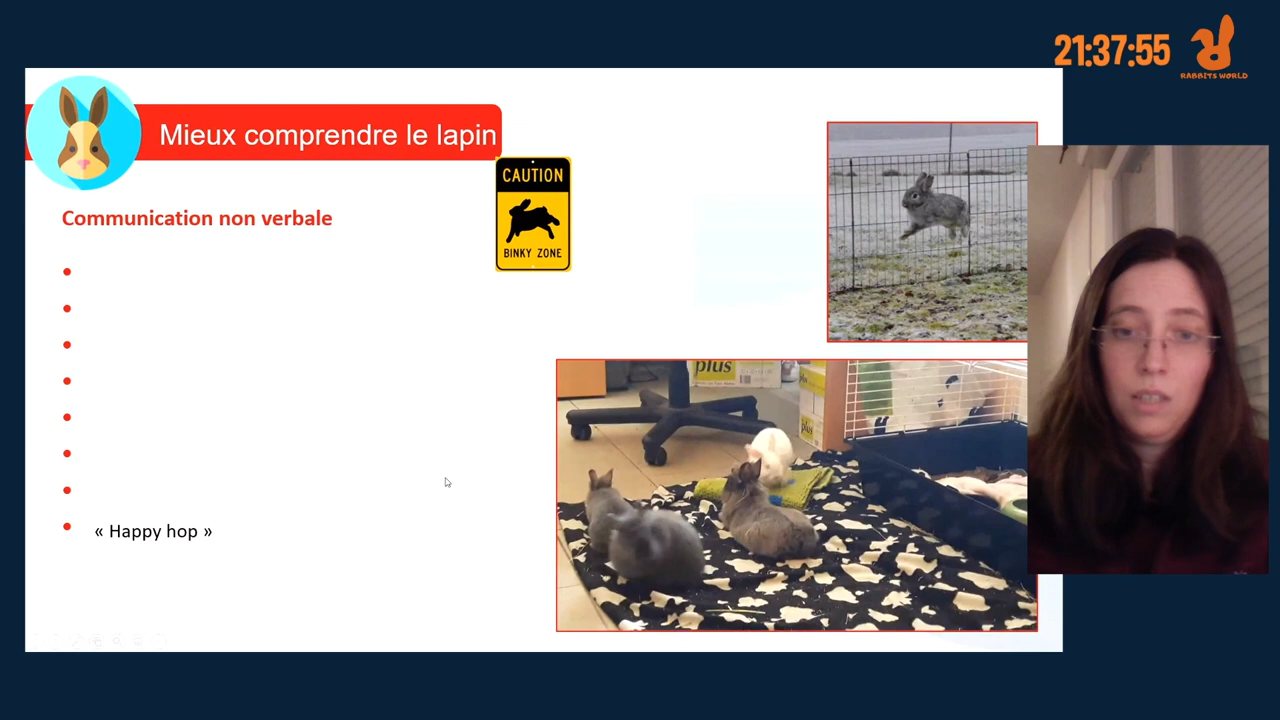 21:37:55
RABBITS WORLD
Mieux comprendre le lapin
CAUTION
BINKY ZONE
Communication non verbale
plus
plus
plus
« Happy hop »